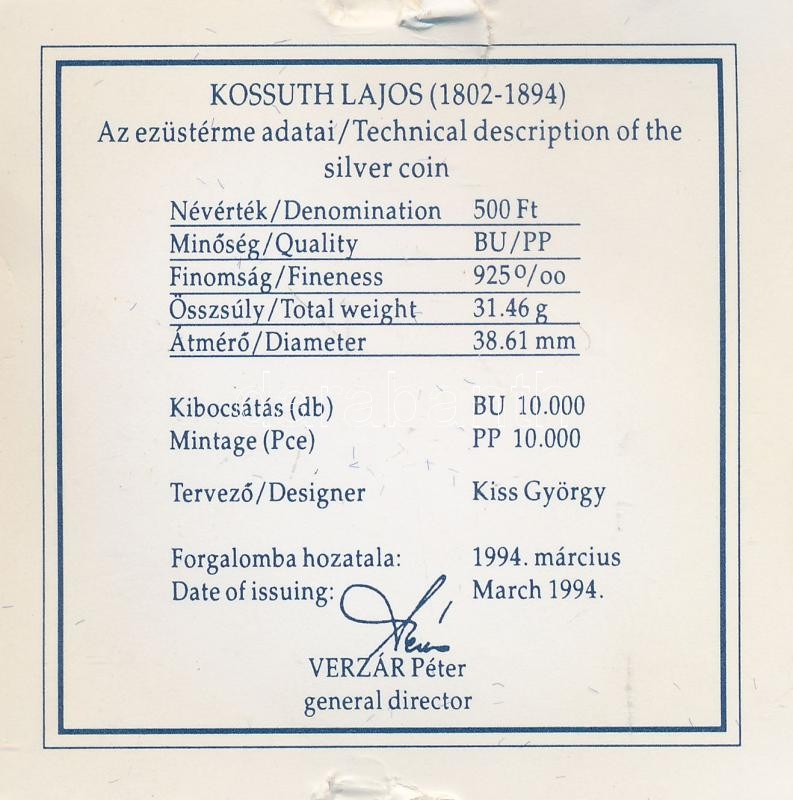 KOSSUTH LAJOS (1802-1894)
Az ezüstérme adatai/Technical description of the
silver coin
Névérték/Denomination 500 Ft
Minőség/Quality BU/PP
Finomság/Fineness 925º/oo
Összsúly/Total weight 31.46 g
Átmérő/Diameter 38.61 mm
Kibocsátás (db) BU 10.000
Mintage (Pce) PP 10.000
Tervező/Designer Kiss György
Forgalomba hozatala: 1994. március
Date of issuing: March 1994.
VERZÁR Péter
general director